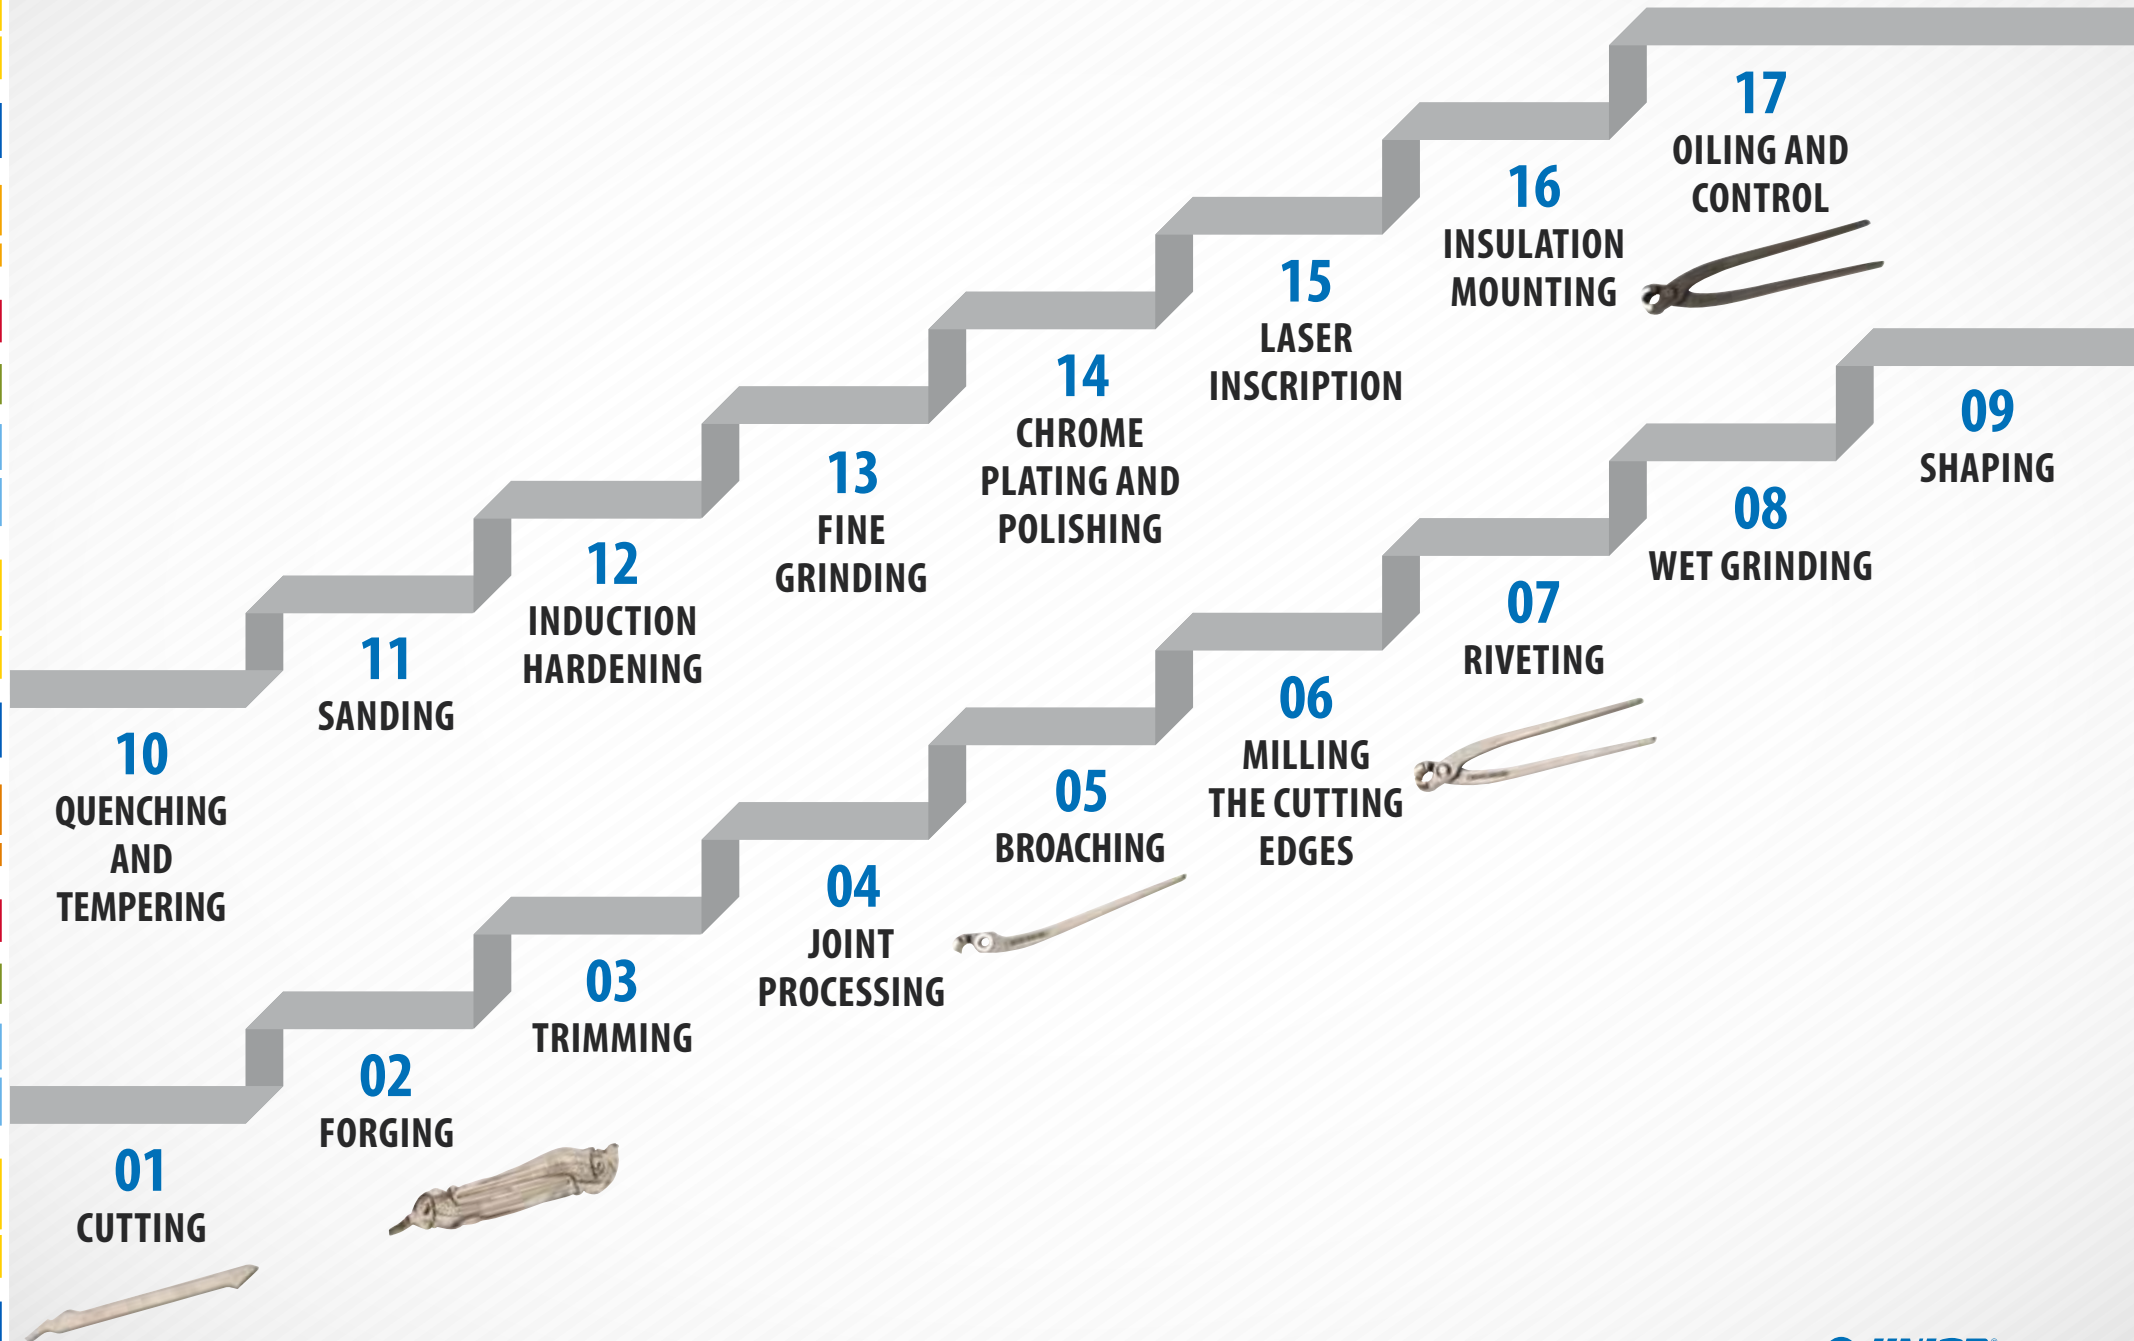 17
OILING AND
CONTROL
16
INSULATION
MOUNTING
15
LASER
INSCRIPTION
14
CHROME
PLATING AND
POLISHING
13
FINE
GRINDING
12
INDUCTION
HARDENING
11
SANDING
10
QUENCHING
AND
TEMPERING
09
SHAPING
08
WET GRINDING
07
RIVETING
06
MILLING
THE CUTTING
EDGES
05
BROACHING
04
JOINT
PROCESSING
03
TRIMMING
02
FORGING
01
CUTTING